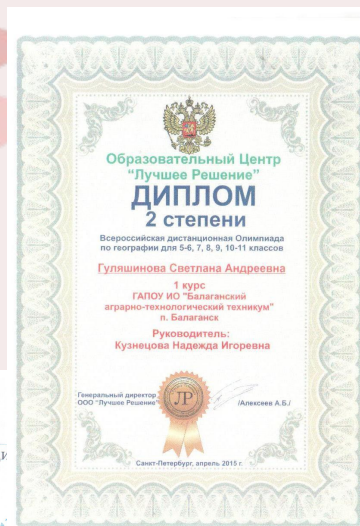 Образовательный Центр
"Лучшее Решение"
ДИПЛОМ
2 степени
Всероссийская дистанционная Олимпиада
по географии для 5-6, 7, 8, 9, 10-11 классов
Гуляшинова Светлана Андреевна
1 курс
ГАПОУ ИО "Балаганский
аграрно-технологический техникум"
п. Балаганск
Руководитель:
Кузнецова Надежда Игоревна
Генеральный директор
ООО "Лучшее Решение"
ЛР
/Алексеев А.Б./
Санкт-Петербург, апрель 2015 г.